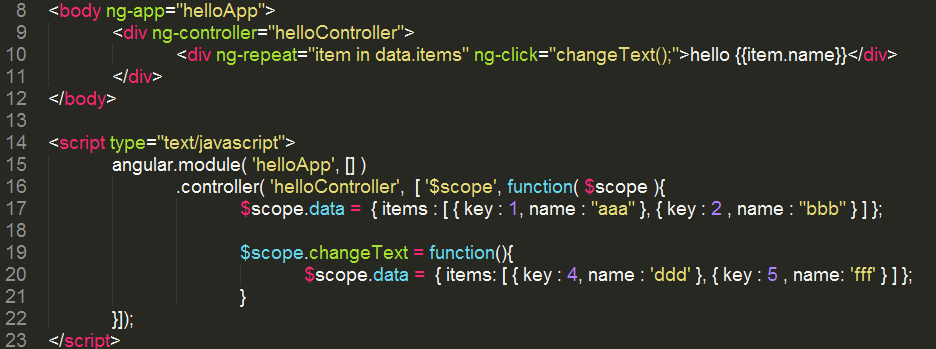 8 <body ng-app="helloApp">
9 <div ng-controller="helloController">
10 <div ng-repeat="item in data.items" ng-click="changeText();">hello {{item.name}}</div>
11 </div>
12 </body>
13
14 <script type="text/javascript">
15 angular.module( 'helloApp', [] )
16 .controller( 'helloController',  [ '$scope', function( $scope ){
17 $scope.data =  { items : [ { key : 1, name : "aaa" }, { key : 2 , name : "bbb" } ] };
18
19 $scope.changeText = function(){
20 $scope.data =  { items: [ { key : 4, name : 'ddd' }, { key : 5 , name: 'fff' } ] };
21 }
22 }]);
23 </script>